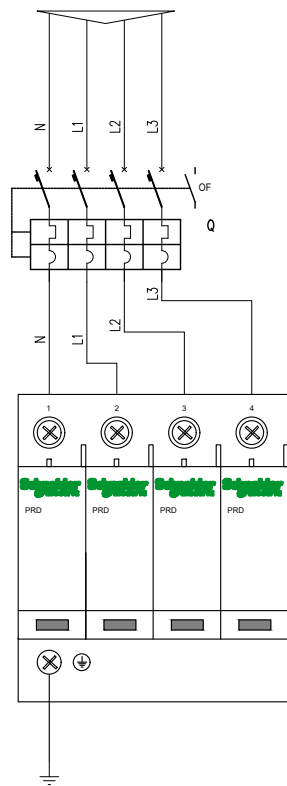 N L1 L2 L3
OF
Q
N L1 L2 L3
1 2 3 4
Schneider Electric Schneider Electric Schneider Electric Schneider Electric
PRD PRD PRD PRD